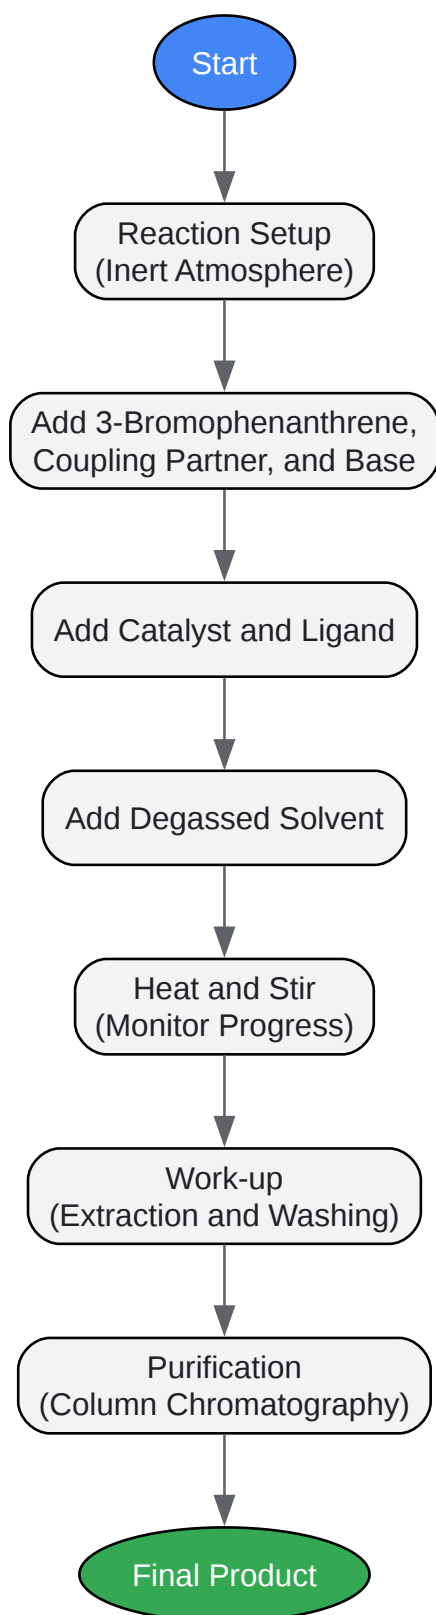 Start
Reaction Setup
(Inert Atmosphere)
Add 3-Bromophenanthrene,
Coupling Partner, and Base
Add Catalyst and Ligand
Add Degassed Solvent
Heat and Stir
(Monitor Progress)
Work-up
(Extraction and Washing)
Purification
(Column Chromatography)
Final Product